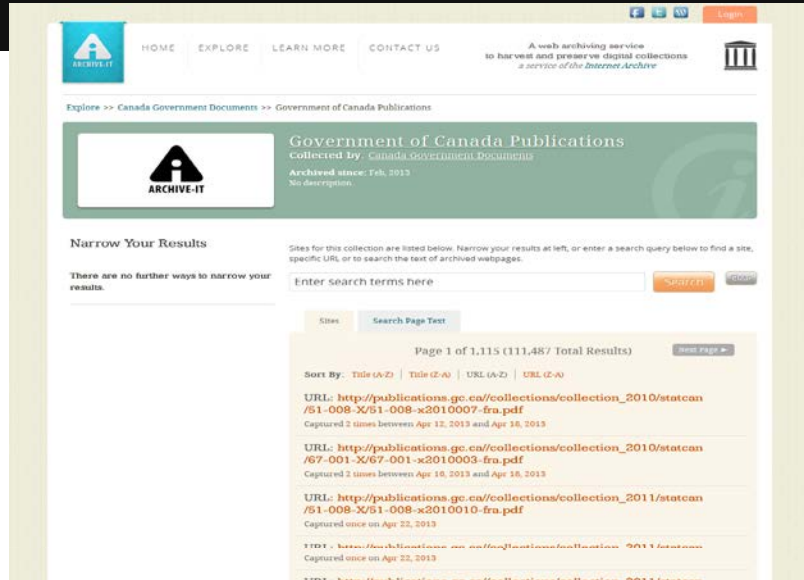 Login
HOME EXPLORE LEARN MORE CONTACT US
A web archiving service
to harvest and preserve digital collections
a service of the Internet Archive
ARCHIVE-IT
Explore >> Canada Government Documents >> Government of Canada Publications
Government of Canada Publications
Collected by: Canada Government Documents
Archived since: Feb, 2013
No description.
ARCHIVE-IT
Narrow Your Results
There are no further ways to narrow your
results.
Sites for this collection are listed below. Narrow your results at left, or enter a search query below to find a site,
specific URL or to search the text of archived webpages.
Enter search terms here
Search
Sites Search Page Text
Page 1 of 1,115 (111,487 Total Results) Next Page ►
Sort By: Title (A-Z) | Title (Z-A) | URL (A-Z) | URL (Z-A)
URL: http://publications.gc.ca//collections/collection_2010/statcan
/51-008-X/51-008-x2010007-fra.pdf
Captured 2 times between Apr 12, 2013 and Apr 18, 2013
URL: http://publications.gc.ca//collections/collection_2010/statcan
/67-001-X/67-001-x2010003-fra.pdf
Captured 2 times between Apr 10, 2013 and Apr 16, 2013
URL: http://publications.gc.ca//collections/collection_2011/statcan
/51-008-X/51-008-x2010010-fra.pdf
Captured once on Apr 22, 2013
URL: http://publications.gc.ca//collections/collection_2011/statcan
Captured once on Apr 22, 2013